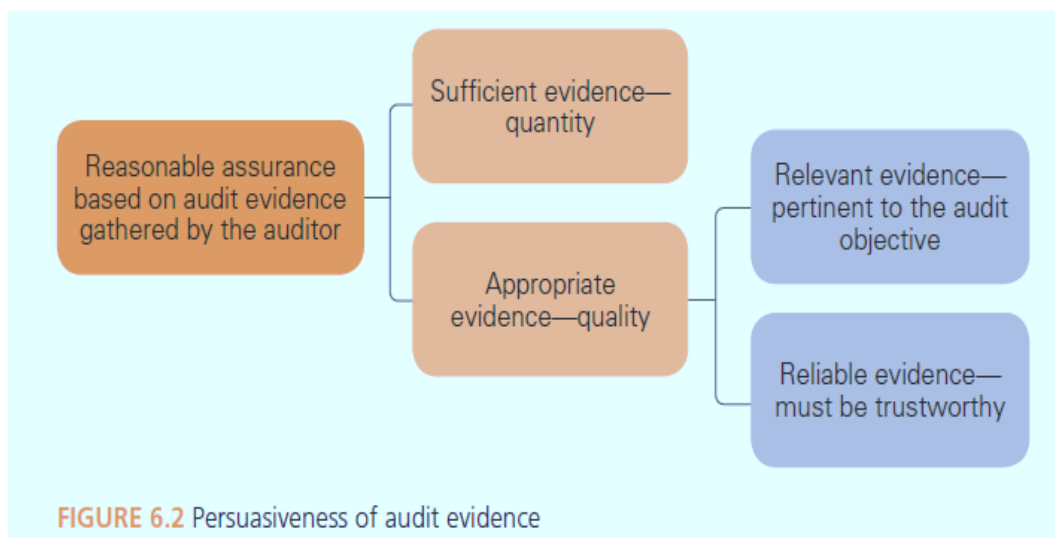 Reasonable assurance
based on audit evidence
gathered by the auditor
Sufficient evidence—
quantity
Appropriate
evidence—quality
Relevant evidence—
pertinent to the audit
objective
Reliable evidence—
must be trustworthy
FIGURE 6.2 Persuasiveness of audit evidence